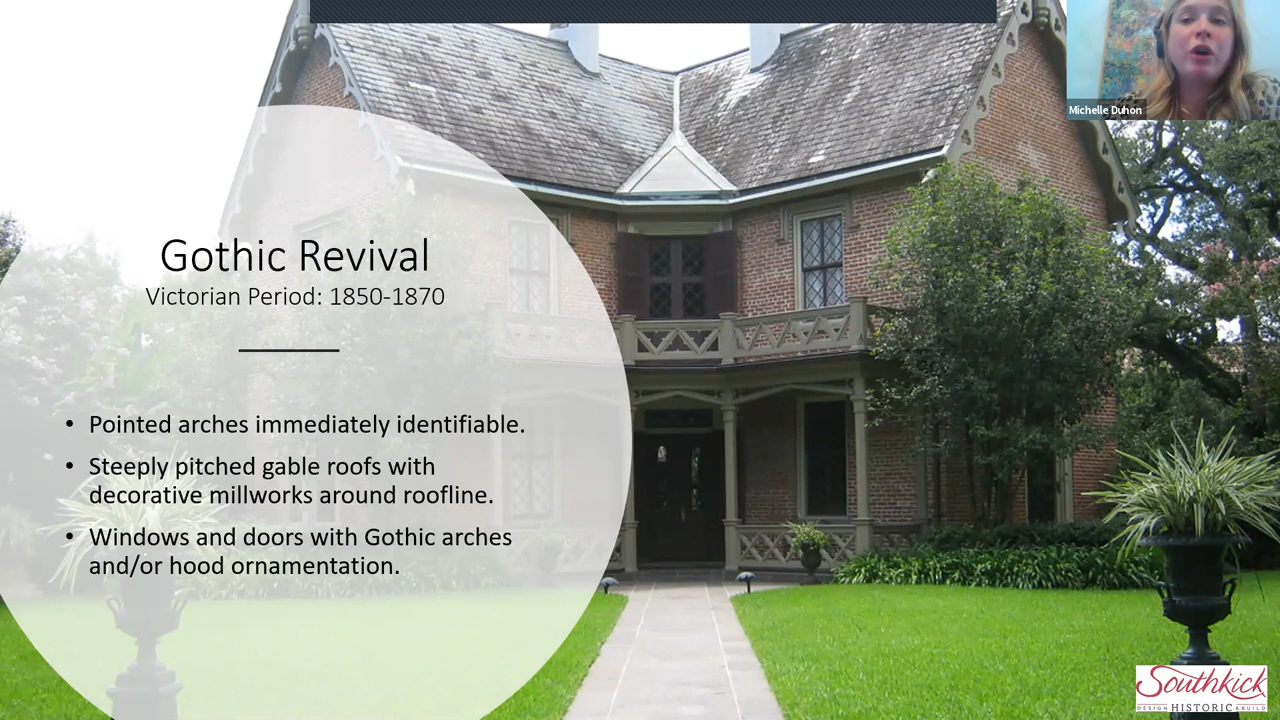 Michelle Duhon
Gothic Revival
Victorian Period: 1850-1870
• Pointed arches immediately identifiable.
• Steeply pitched gable roofs with
decorative millworks around roofline.
• Windows and doors with Gothic arches
and/or hood ornamentation.
Southkick
DESIGN HISTORIC & BUILD